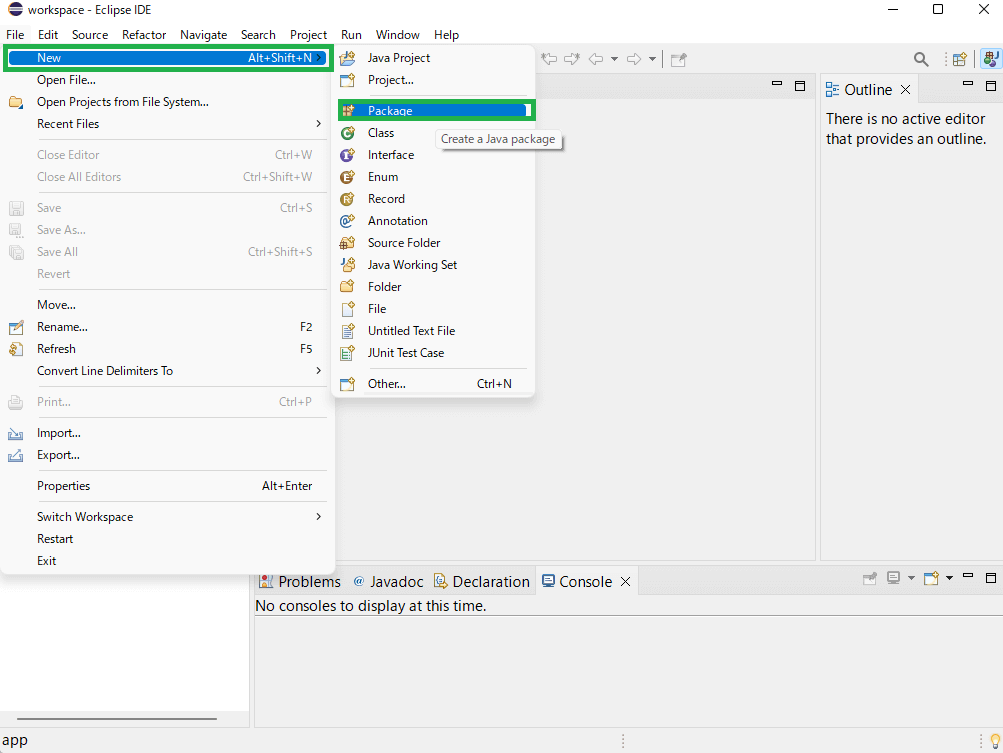 workspace - Eclipse IDE
File Edit Source Refactor Navigate Search Project Run Window Help
New Alt+Shift+N
Open File...
Open Projects from File System...
Recent Files
Close Editor Ctrl+W
Close All Editors Ctrl+Shift+W
Save Ctrl+S
Save As...
Save All Ctrl+Shift+S
Revert
Move...
Rename... F2
Refresh F5
Convert Line Delimiters To
Print... Ctrl+P
Import...
Export...
Properties Alt+Enter
Switch Workspace
Restart
Exit
Java Project
Project...
Package
Class
Create a Java package
Interface
Enum
Record
Annotation
Source Folder
Java Working Set
Folder
File
Untitled Text File
JUnit Test Case
Other... Ctrl+N
Outline
There is no active editor
that provides an outline.
Problems @ Javadoc Declaration Console
No consoles to display at this time.
app